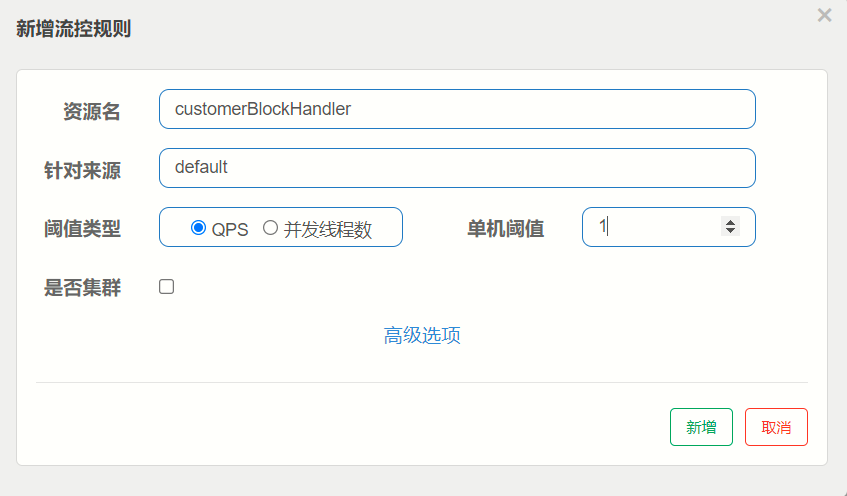 新增流控规则
×
资源名 customerBlockHandler
针对来源 default
阈值类型 QPS 并发线程数 单机阈值 1
是否集群
高级选项
新增 取消